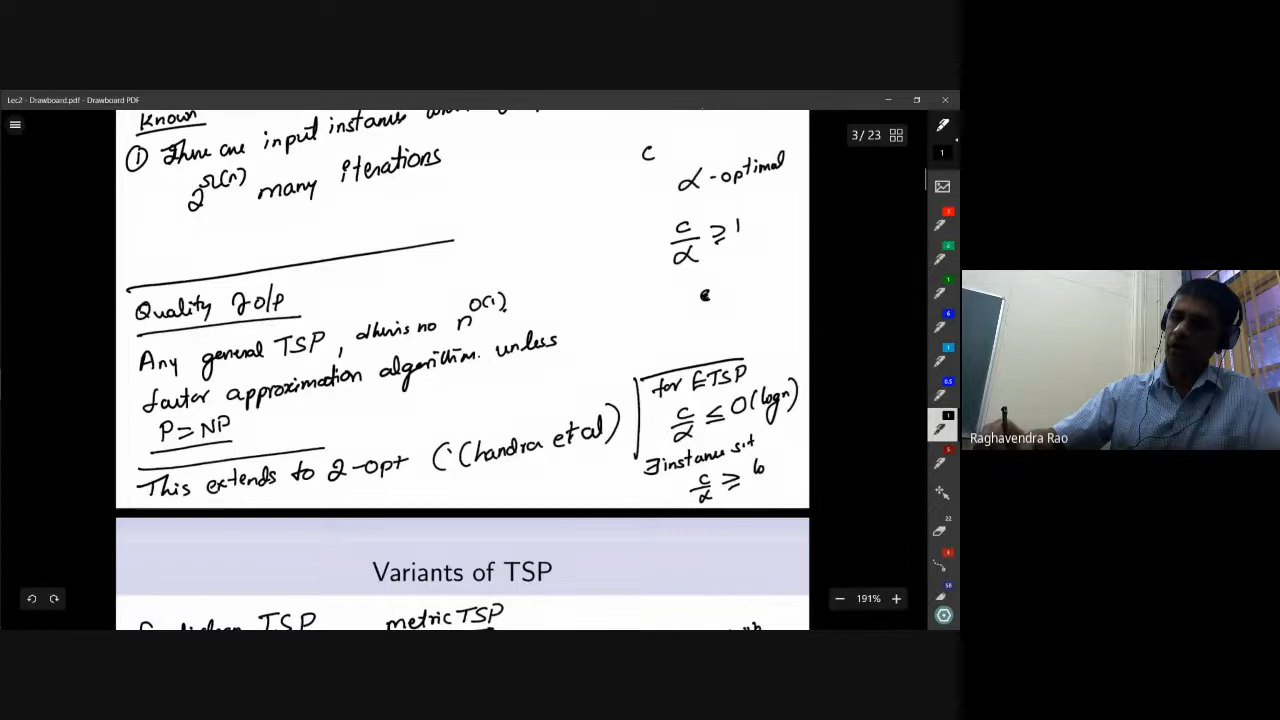 Lec2 - Drawboard.pdf - Drawboard PDF
3 / 23
Known
① There are input instance
2^Ω(n) many iterations
c
α-optimal
c/α ≥ 1
Quality of o/p
Any general TSP, there is no n^O(1)
factor approximation algorithm. unless
P = NP
This extends to 2-opt (Chandra et al)
for ETSP
c/α ≤ O(log n)
∃ instance s.t
c/α ≥
Variants of TSP
TSP
metric TSP
191%
Raghavendra Rao